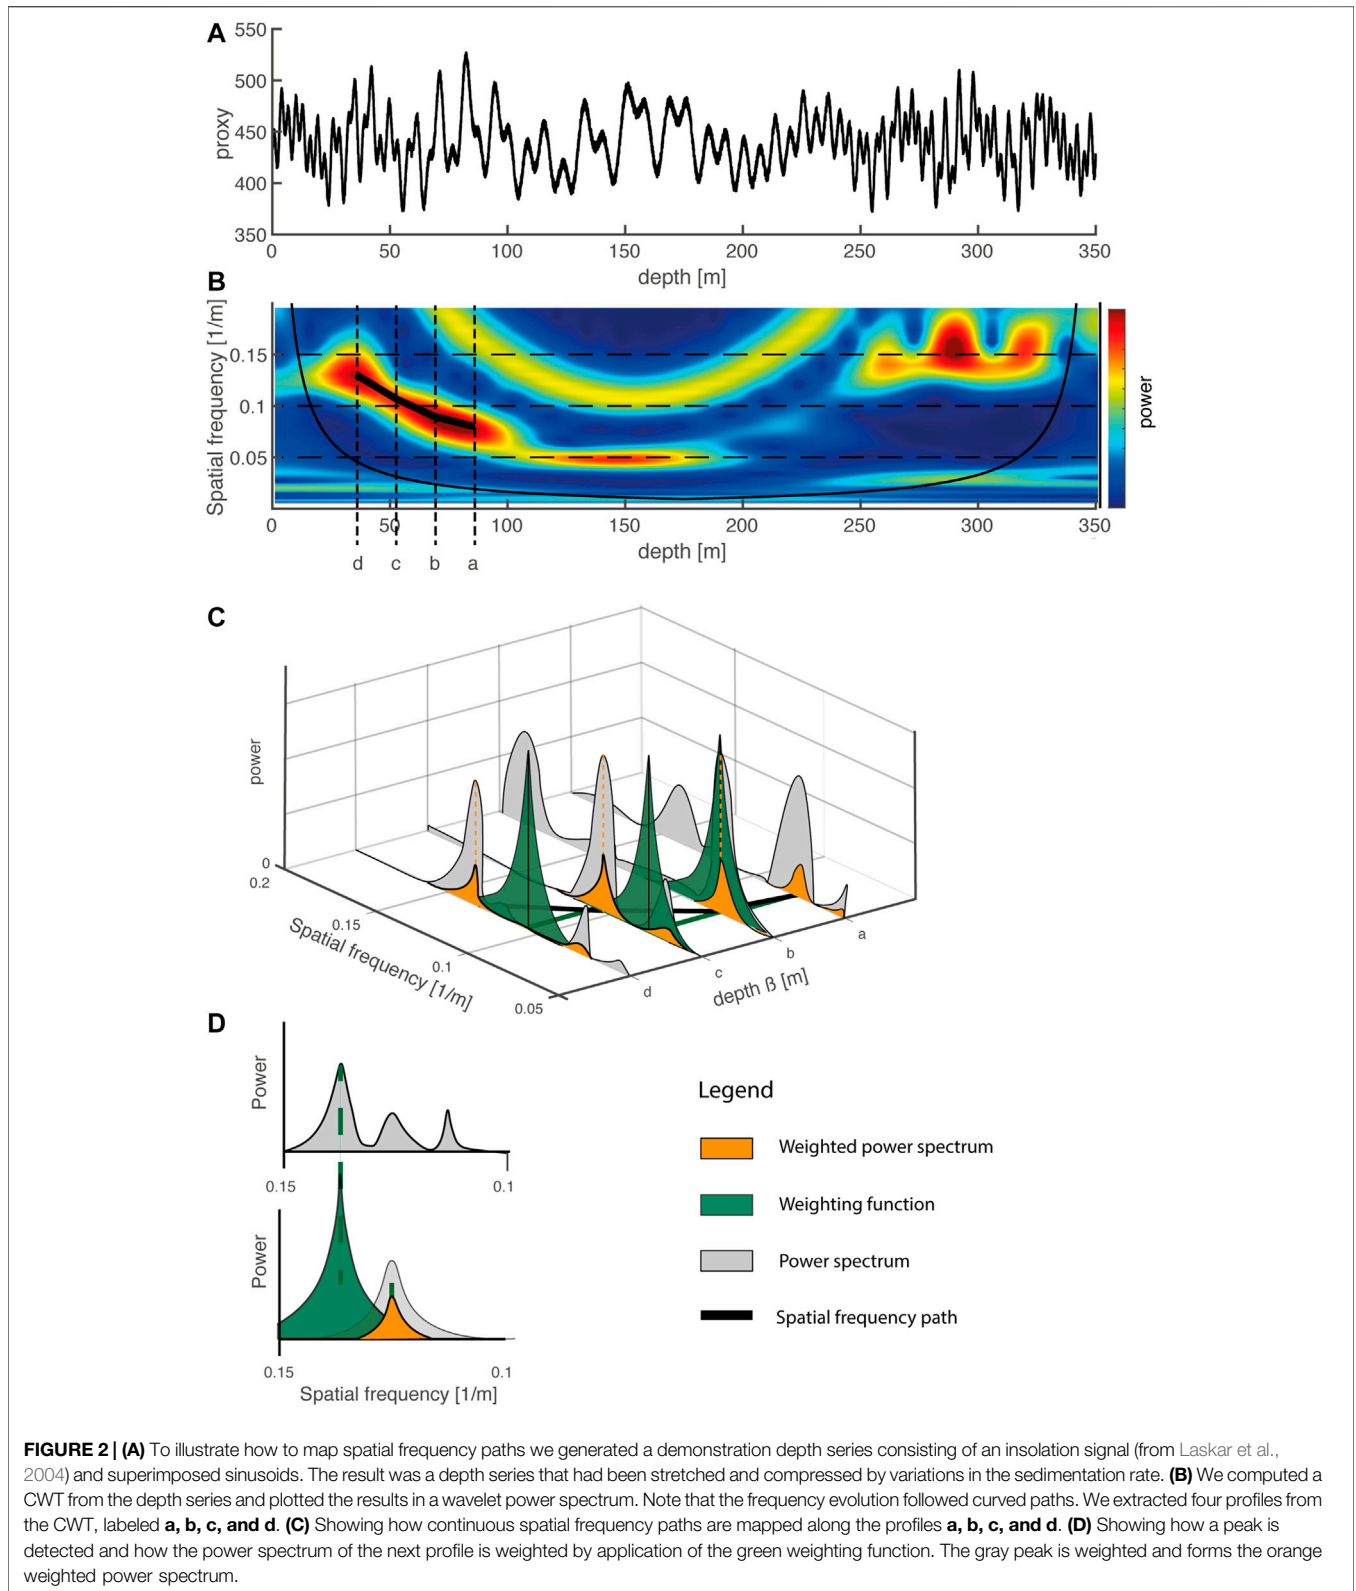 A
550
500
450
400
350
proxy
0 50 100 150 200 250 300 350
depth [m]
B
Spatial frequency [1/m]
0.15
0.1
0.05
0 50 100 150 200 250 300 350
depth [m]
d c b a
power
C
power
0
0.2
0.15
0.1
0.05
Spatial frequency [1/m]
d
c
b
a
depth ß [m]
D
Power
0.15 0.1
Power
0.15 0.1
Spatial frequency [1/m]
Legend
Weighted power spectrum
Weighting function
Power spectrum
Spatial frequency path
FIGURE 2 | (A) To illustrate how to map spatial frequency paths we generated a demonstration depth series consisting of an insolation signal (from Laskar et al.,
2004) and superimposed sinusoids. The result was a depth series that had been stretched and compressed by variations in the sedimentation rate. (B) We computed a
CWT from the depth series and plotted the results in a wavelet power spectrum. Note that the frequency evolution followed curved paths. We extracted four profiles from
the CWT, labeled a, b, c, and d. (C) Showing how continuous spatial frequency paths are mapped along the profiles a, b, c, and d. (D) Showing how a peak is
detected and how the power spectrum of the next profile is weighted by application of the green weighting function. The gray peak is weighted and forms the orange
weighted power spectrum.